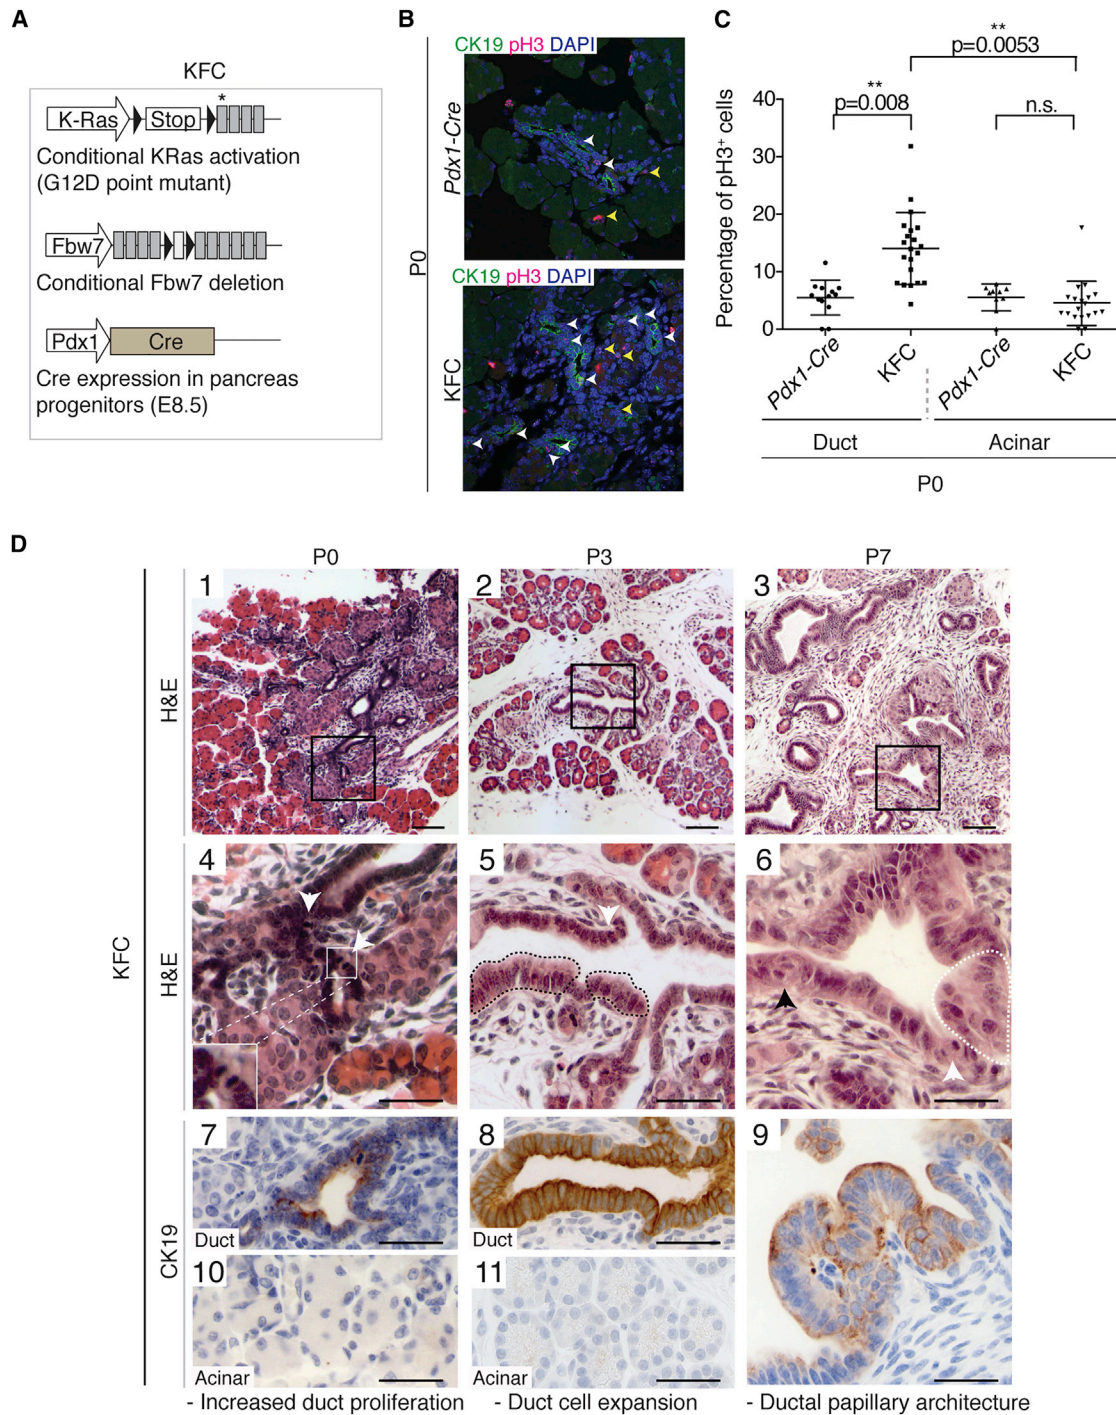 A
KFC
*
K-Ras Stop
Conditional KRas activation
(G12D point mutant)
Fbw7
Conditional Fbw7 deletion
Pdx1 Cre
Cre expression in pancreas
progenitors (E8.5)
B
CK19 pH3 DAPI
Pdx1-Cre
P0
CK19 pH3 DAPI
KFC
C
**
p=0.0053
**
p=0.008
n.s.
Percentage of pH3+ cells
40
30
20
10
0
Pdx1-Cre KFC Pdx1-Cre KFC
Duct Acinar
P0
D
P0 P3 P7
KFC
H&E
1 2 3
H&E
4 5 6
CK19
7 8 9
Duct Duct
10 11
Acinar Acinar
- Increased duct proliferation - Duct cell expansion - Ductal papillary architecture